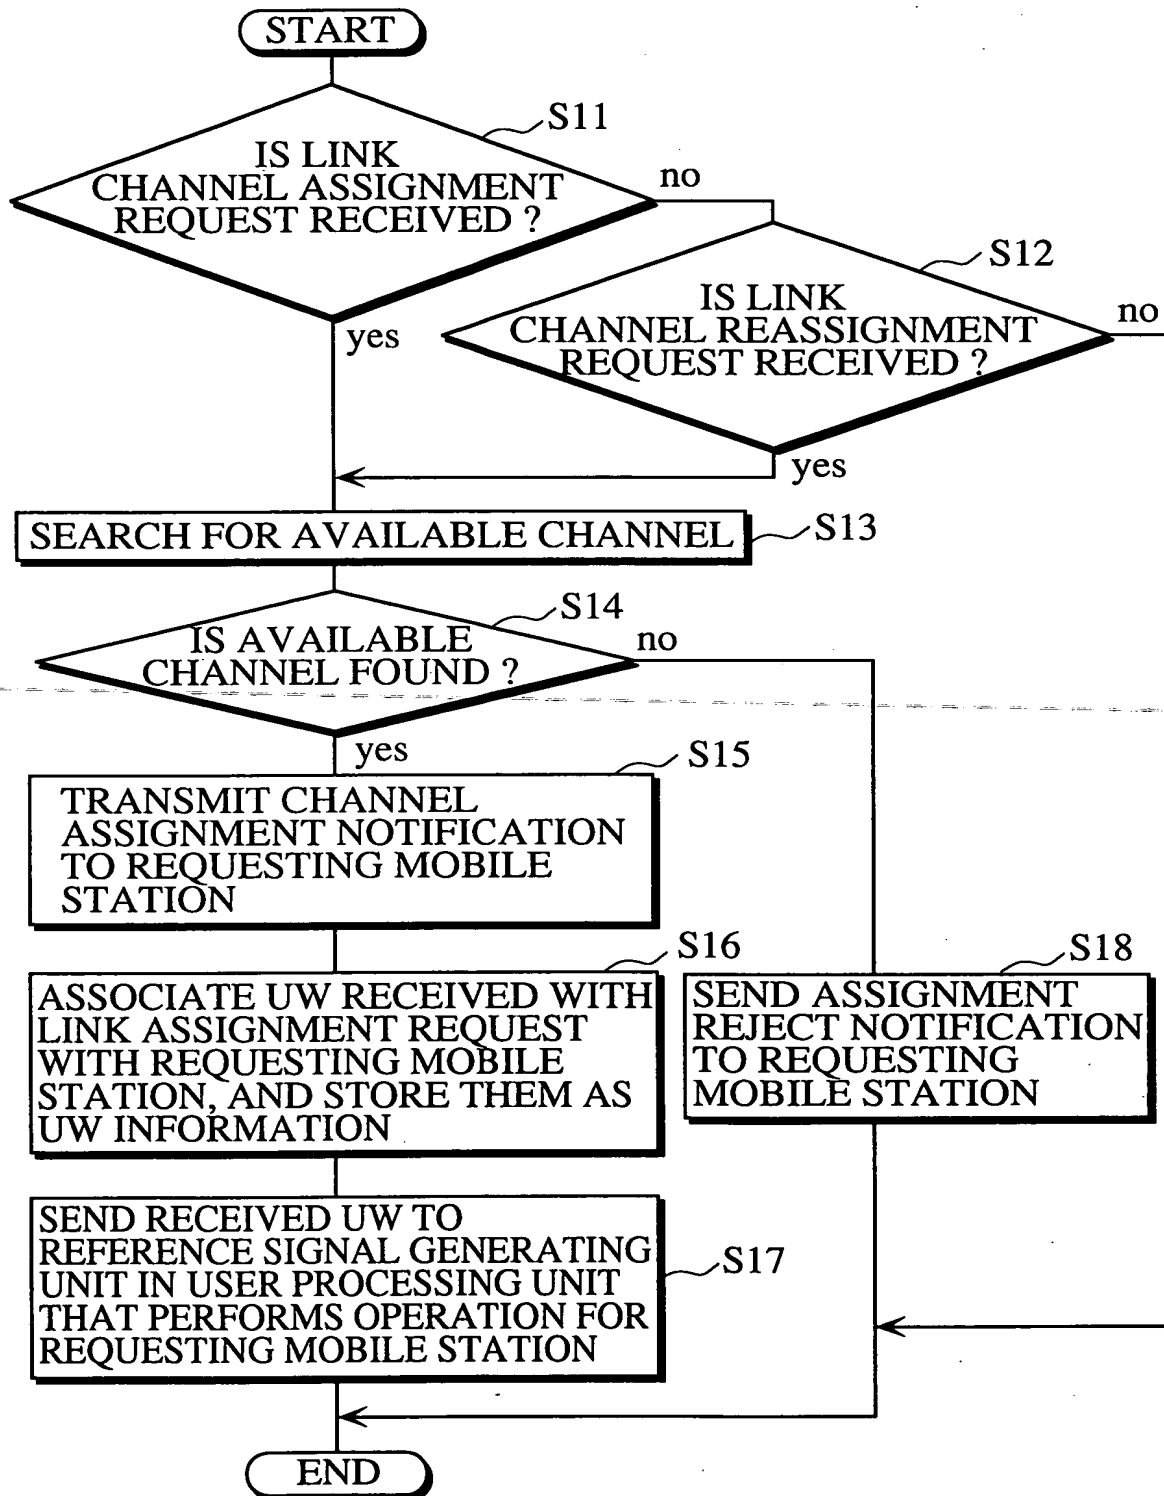 START
S11
IS LINK
CHANNEL ASSIGNMENT
REQUEST RECEIVED ?
no
yes
S12
IS LINK
CHANNEL REASSIGNMENT
REQUEST RECEIVED ?
no
yes
SEARCH FOR AVAILABLE CHANNEL
S13
S14
IS AVAILABLE
CHANNEL FOUND ?
no
yes
S15
TRANSMIT CHANNEL
ASSIGNMENT NOTIFICATION
TO REQUESTING MOBILE
STATION
S16
ASSOCIATE UW RECEIVED WITH
LINK ASSIGNMENT REQUEST
WITH REQUESTING MOBILE
STATION, AND STORE THEM AS
UW INFORMATION
S18
SEND ASSIGNMENT
REJECT NOTIFICATION
TO REQUESTING
MOBILE STATION
SEND RECEIVED UW TO
REFERENCE SIGNAL GENERATING
UNIT IN USER PROCESSING UNIT
THAT PERFORMS OPERATION FOR
REQUESTING MOBILE STATION
S17
END